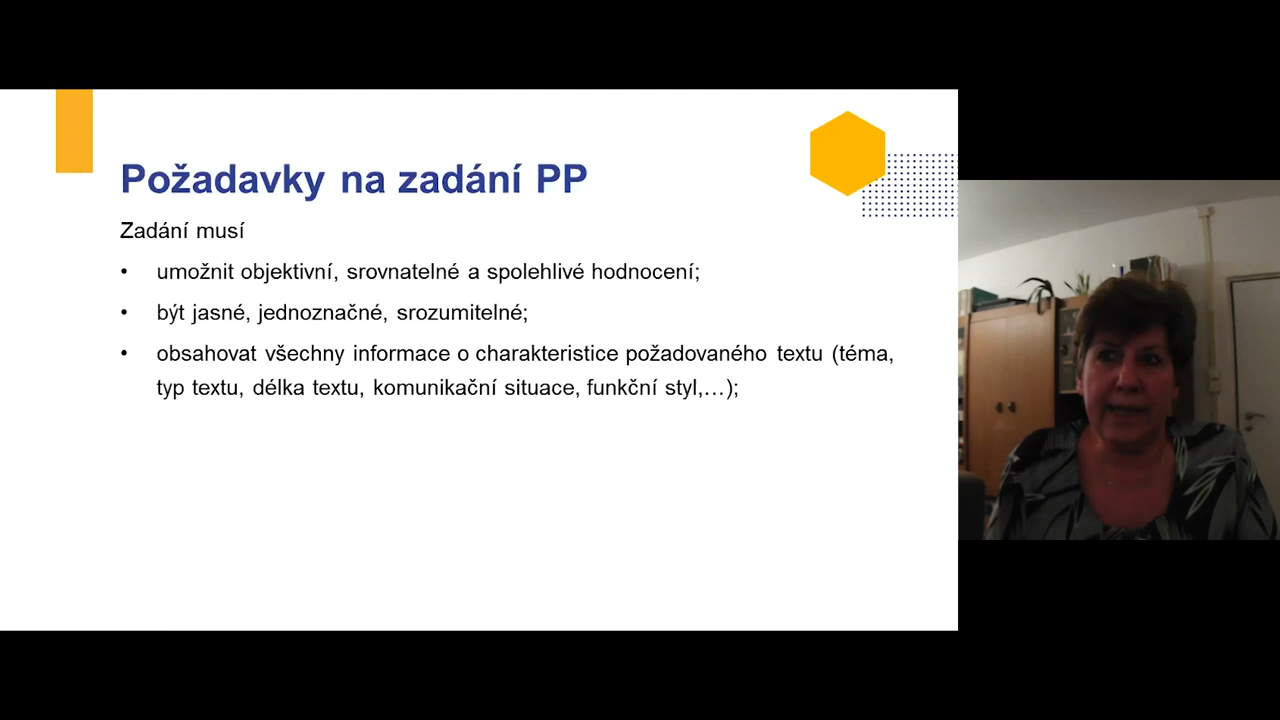 Požadavky na zadání PP
Zadání musí
• umožnit objektivní, srovnatelné a spolehlivé hodnocení;
• být jasné, jednoznačné, srozumitelné;
• obsahovat všechny informace o charakteristice požadovaného textu (téma,
typ textu, délka textu, komunikační situace, funkční styl,…);